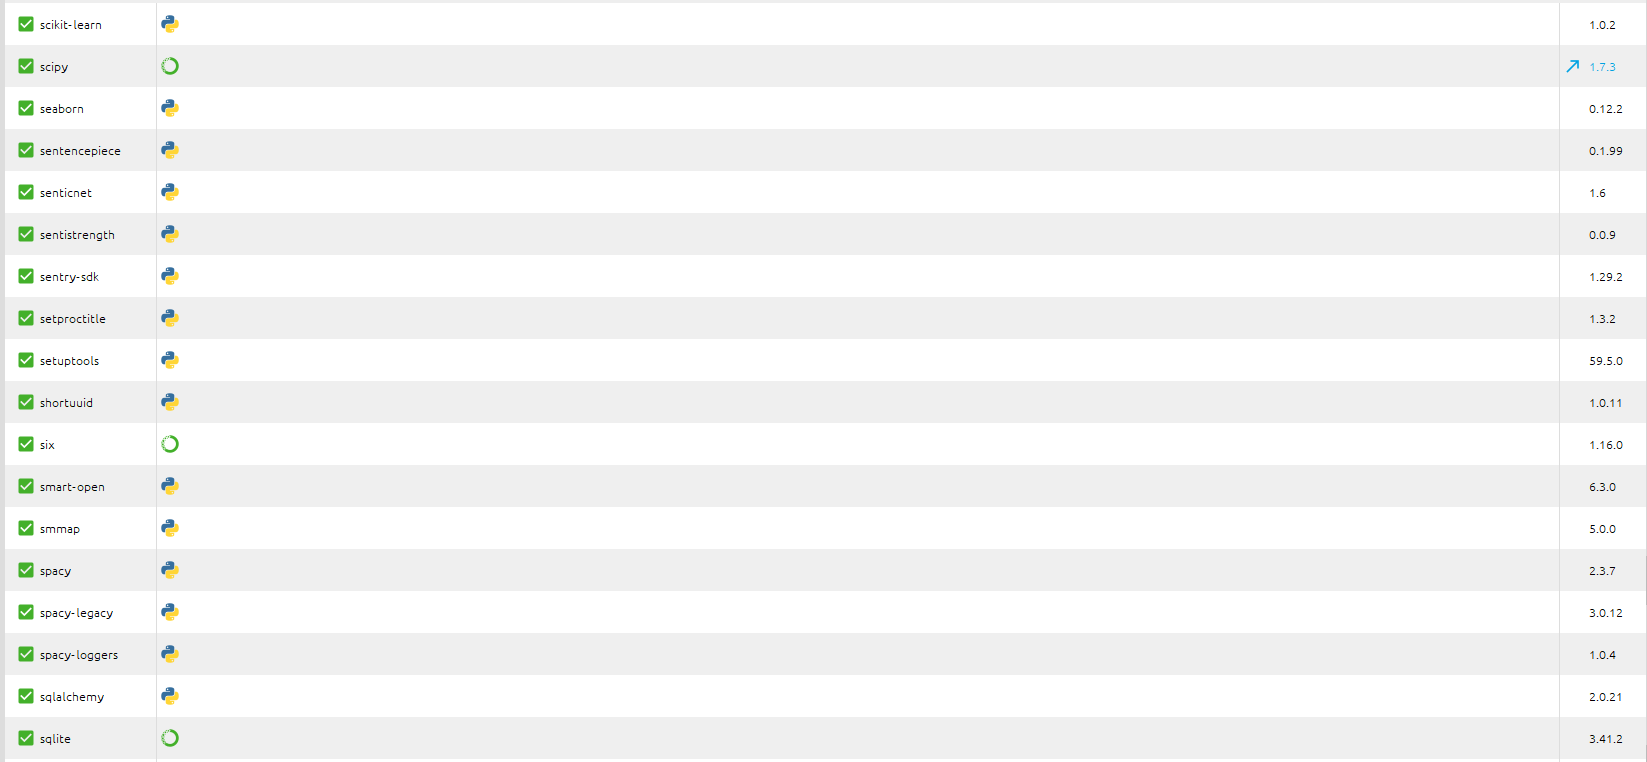 scikit-learn 1.0.2
scipy 1.7.3
seaborn 0.12.2
sentencepiece 0.1.99
senticnet 1.6
sentistrength 0.0.9
sentry-sdk 1.29.2
setproctitle 1.3.2
setuptools 59.5.0
shortuuid 1.0.11
six 1.16.0
smart-open 6.3.0
smmap 5.0.0
spacy 2.3.7
spacy-legacy 3.0.12
spacy-loggers 1.0.4
sqlalchemy 2.0.21
sqlite 3.41.2